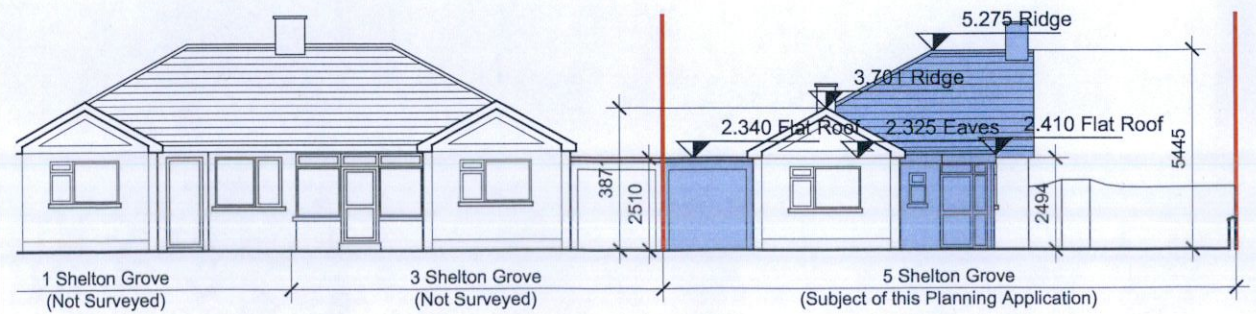 5.275 Ridge
3.701 Ridge
2.340 Flat Roof
2.325 Eaves
2.410 Flat Roof
2510
2494
5445
1 Shelton Grove
(Not Surveyed)
3 Shelton Grove
(Not Surveyed)
5 Shelton Grove
(Subject of this Planning Application)